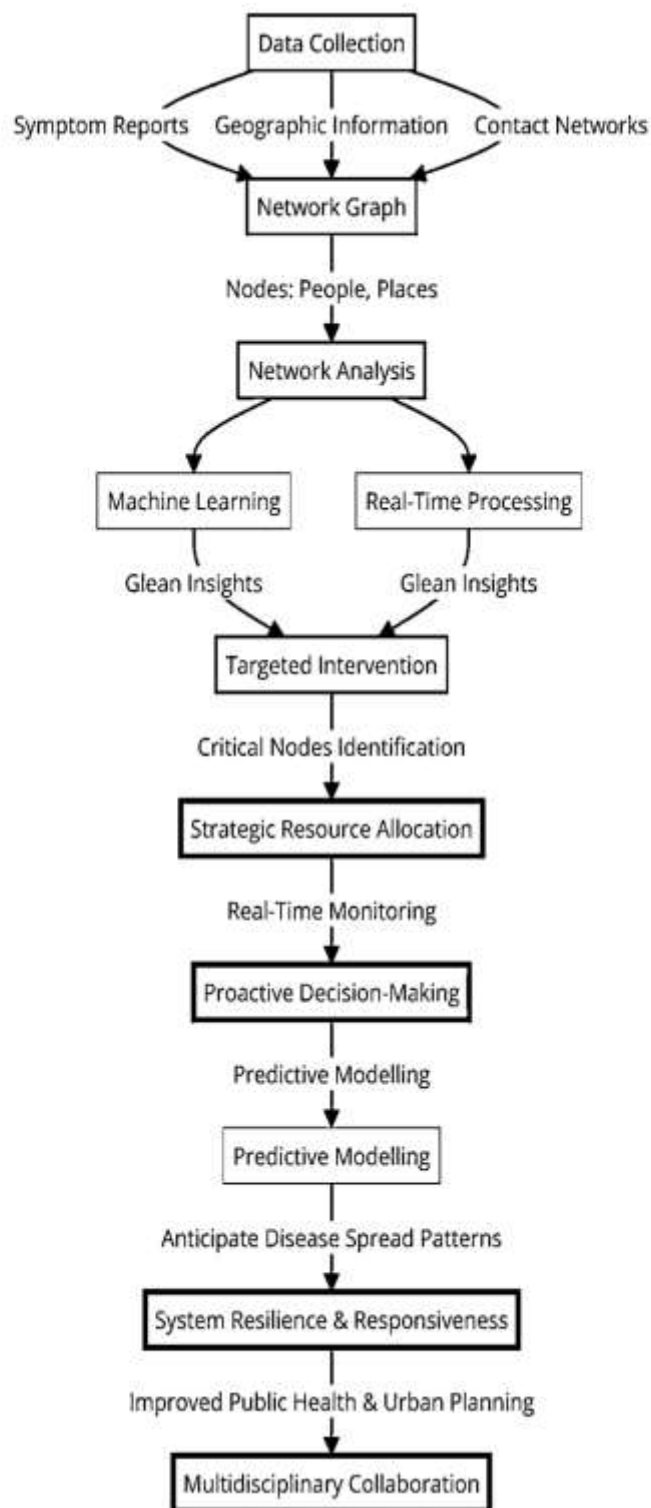 Data Collection
Symptom Reports
Geographic Information
Contact Networks
Network Graph
Nodes: People, Places
Network Analysis
Machine Learning
Real-Time Processing
Glean Insights
Glean Insights
Targeted Intervention
Critical Nodes Identification
Strategic Resource Allocation
Real-Time Monitoring
Proactive Decision-Making
Predictive Modelling
Predictive Modelling
Anticipate Disease Spread Patterns
System Resilience & Responsiveness
Improved Public Health & Urban Planning
Multidisciplinary Collaboration